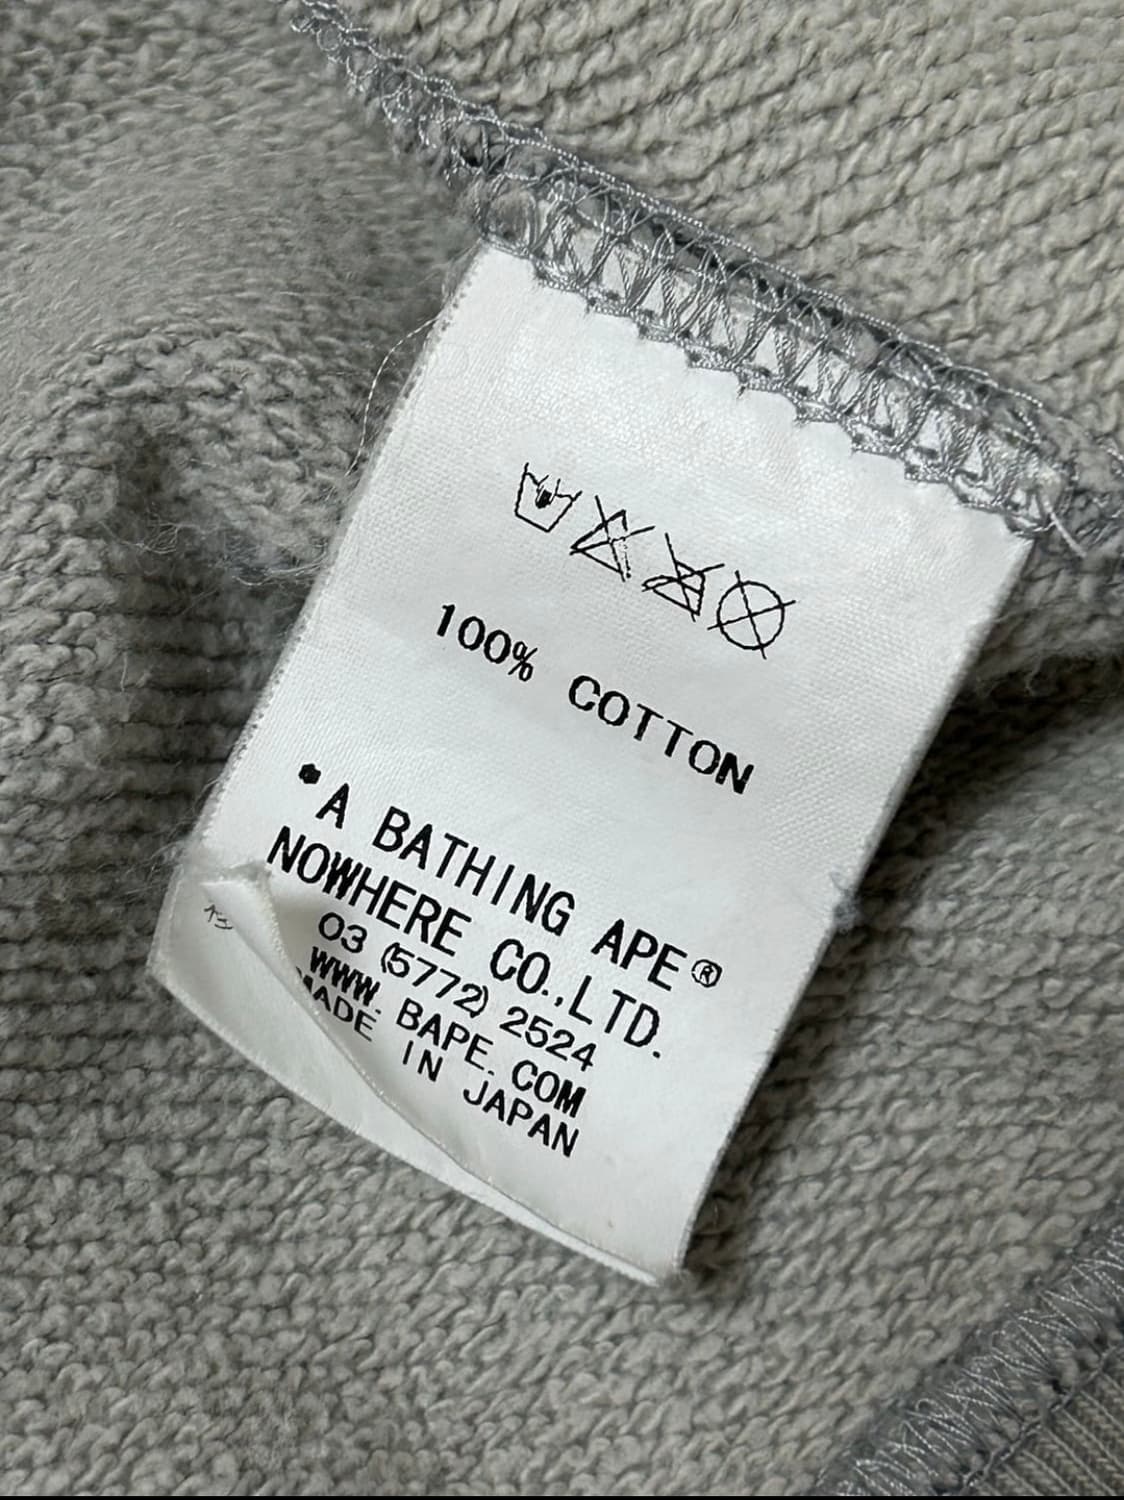 100% COTTON
A BATHING APE®
NOWHERE CO.,LTD.
03 (5772) 2524
WWW. BAPE. COM
MADE IN JAPAN